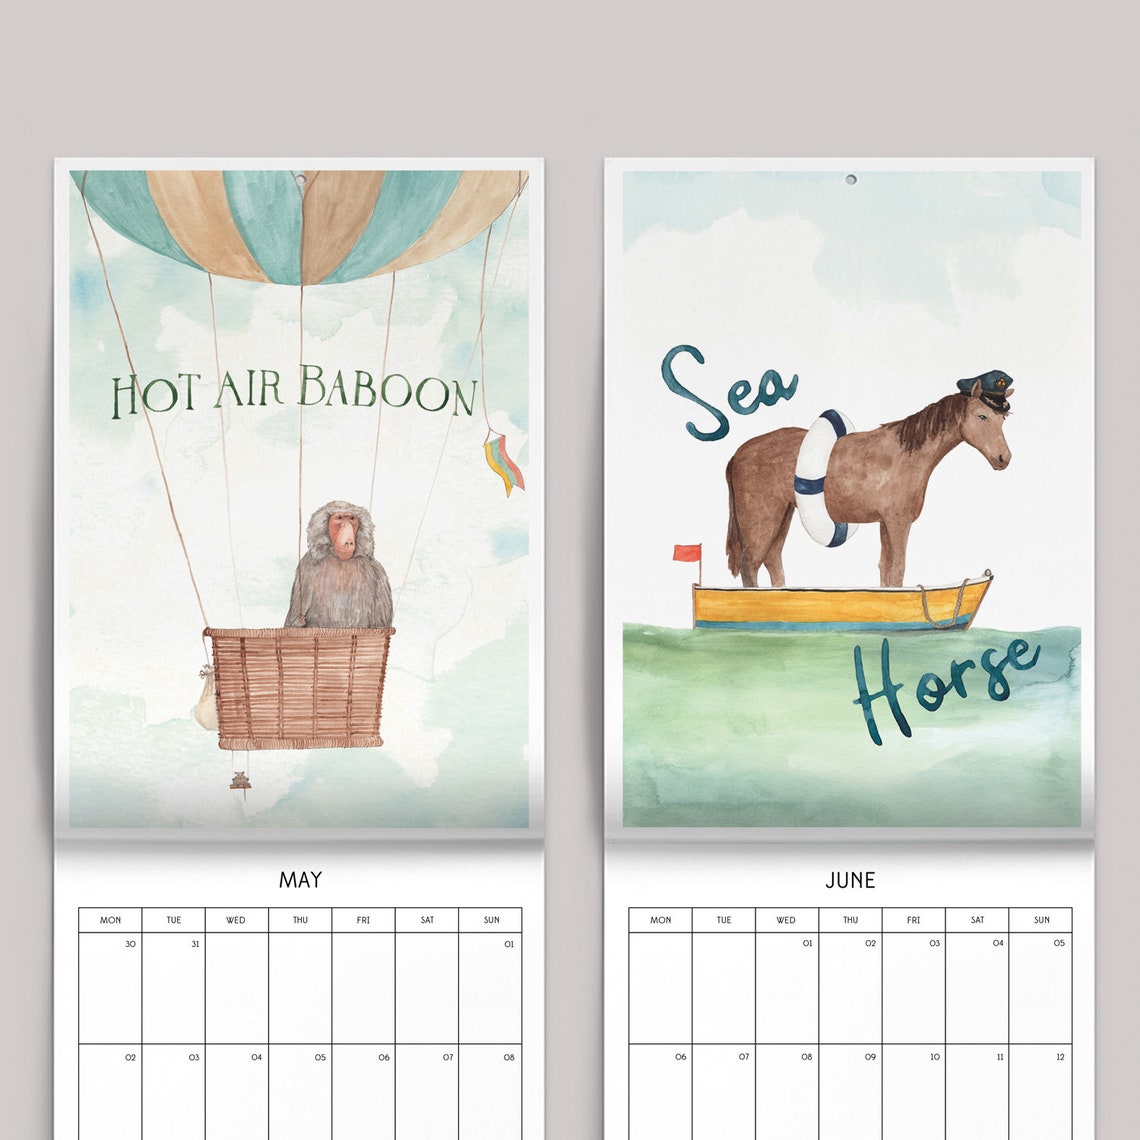 HOT AIR BABOON
MAY
MON TUE WED THU FRI SAT SUN
30 31 01
02 03 04 05 06 07 08
Sea
Horse
JUNE
MON TUE WED THU FRI SAT SUN
01 02 03 04 05
06 07 08 09 10 11 12